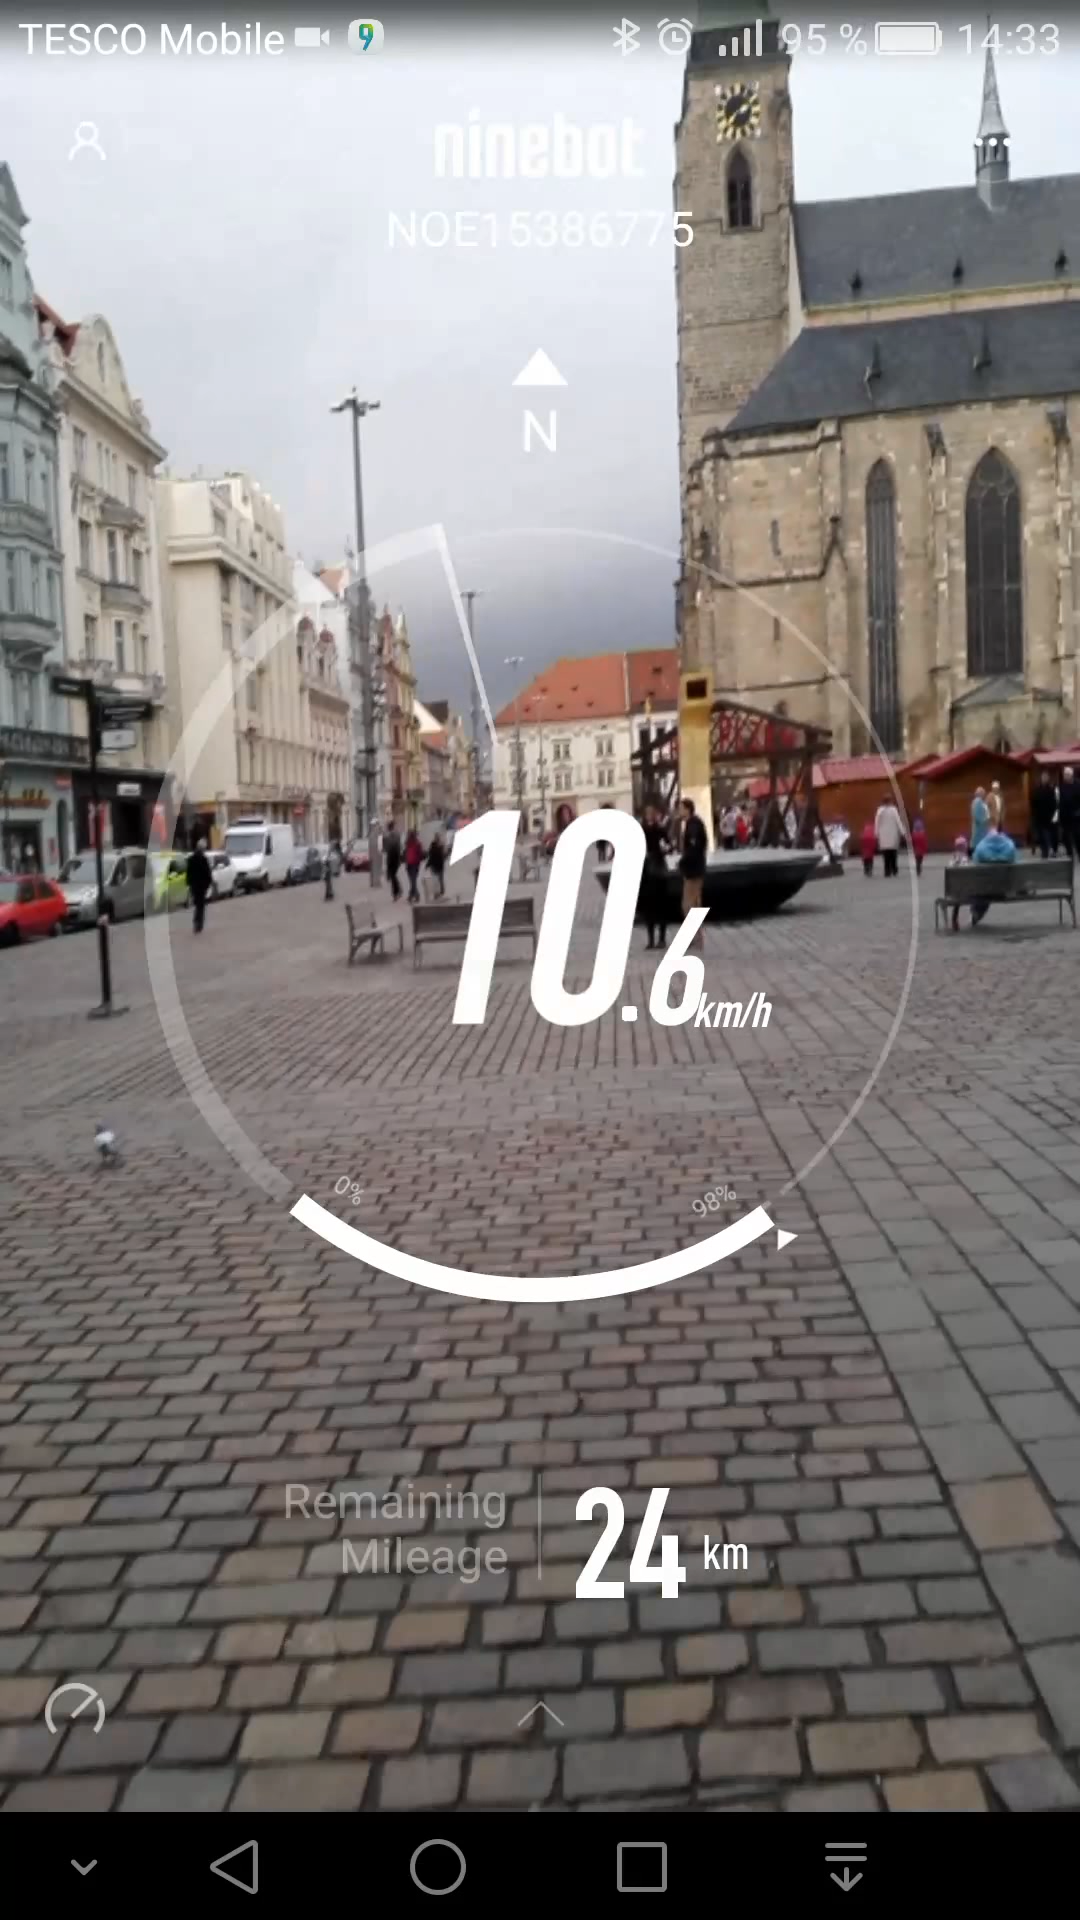 TESCO Mobile 95 % 14:33
ninebot
NOE15386775
N
10.6 km/h
0% 98%
Remaining
Mileage
24 km